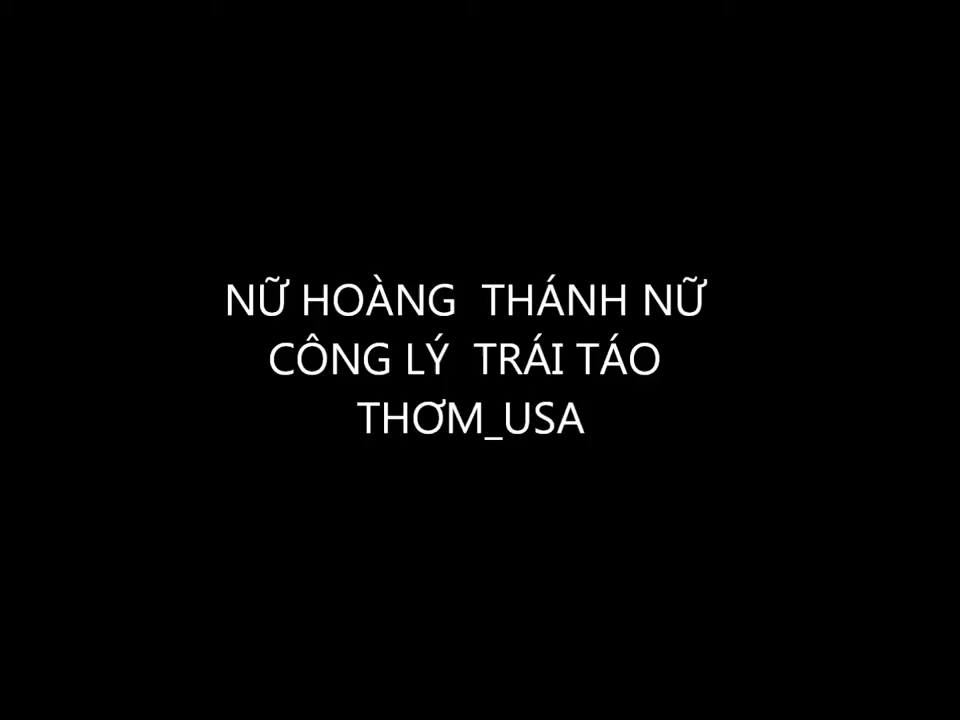 NỮ HOÀNG  THÁNH NỮ
CÔNG LÝ  TRÁI TÁO
THƠM_USA